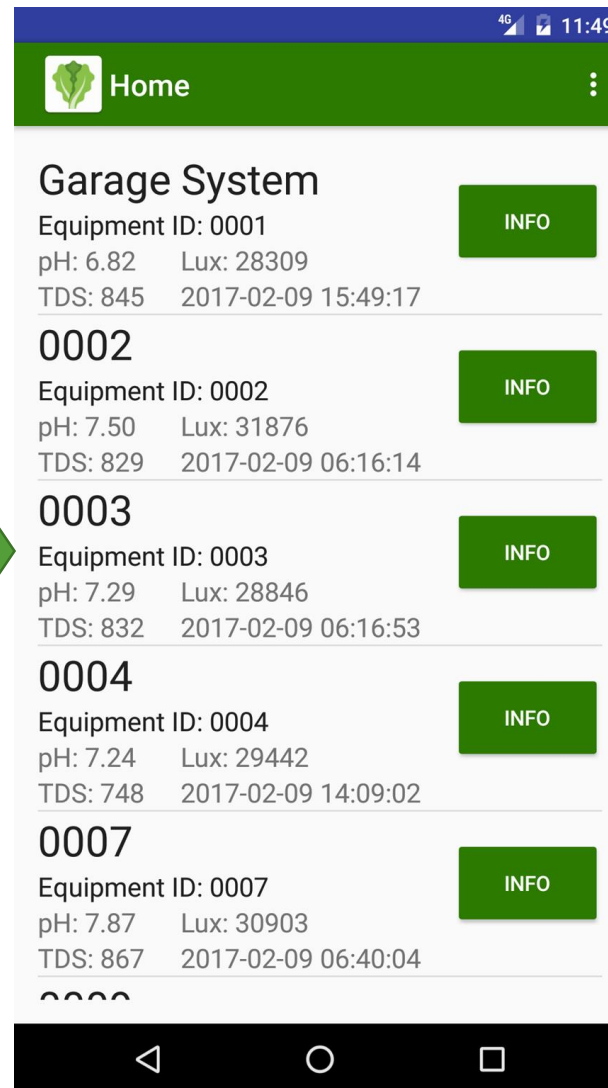 4G 11:49
Home
Garage System
Equipment ID: 0001
pH: 6.82 Lux: 28309
TDS: 845 2017-02-09 15:49:17
INFO
0002
Equipment ID: 0002
pH: 7.50 Lux: 31876
TDS: 829 2017-02-09 06:16:14
INFO
0003
Equipment ID: 0003
pH: 7.29 Lux: 28846
TDS: 832 2017-02-09 06:16:53
INFO
0004
Equipment ID: 0004
pH: 7.24 Lux: 29442
TDS: 748 2017-02-09 14:09:02
INFO
0007
Equipment ID: 0007
pH: 7.87 Lux: 30903
TDS: 867 2017-02-09 06:40:04
INFO